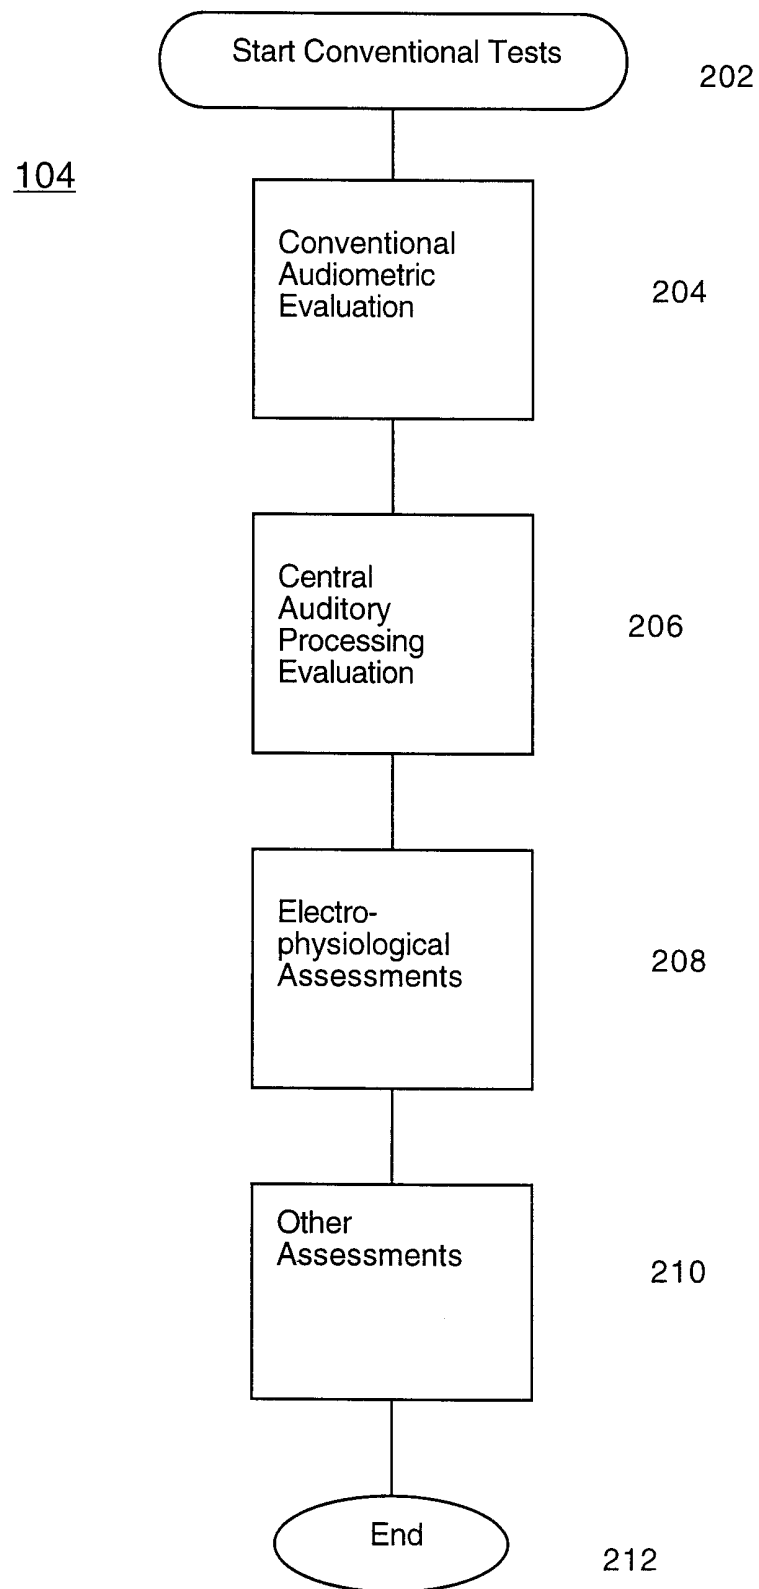 Start Conventional Tests
202
104
Conventional
Audiometric
Evaluation
204
Central
Auditory
Processing
Evaluation
206
Electro-
physiological
Assessments
208
Other
Assessments
210
End
212